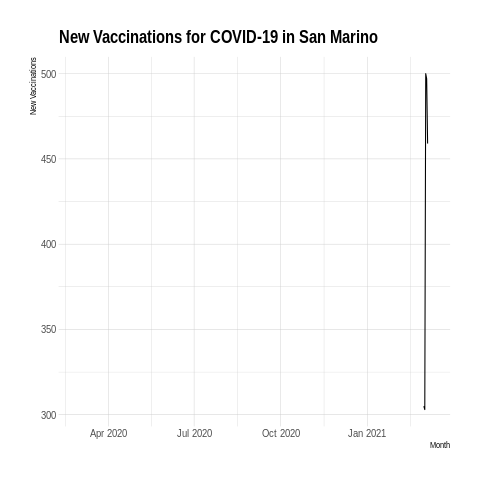 New Vaccinations for COVID-19 in San Marino
New Vaccinations
500
450
400
350
300
Apr 2020
Jul 2020
Oct 2020
Jan 2021
Month